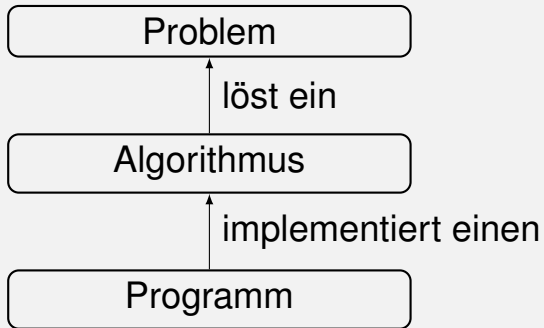 Problem
löst ein
Algorithmus
implementiert einen
Programm